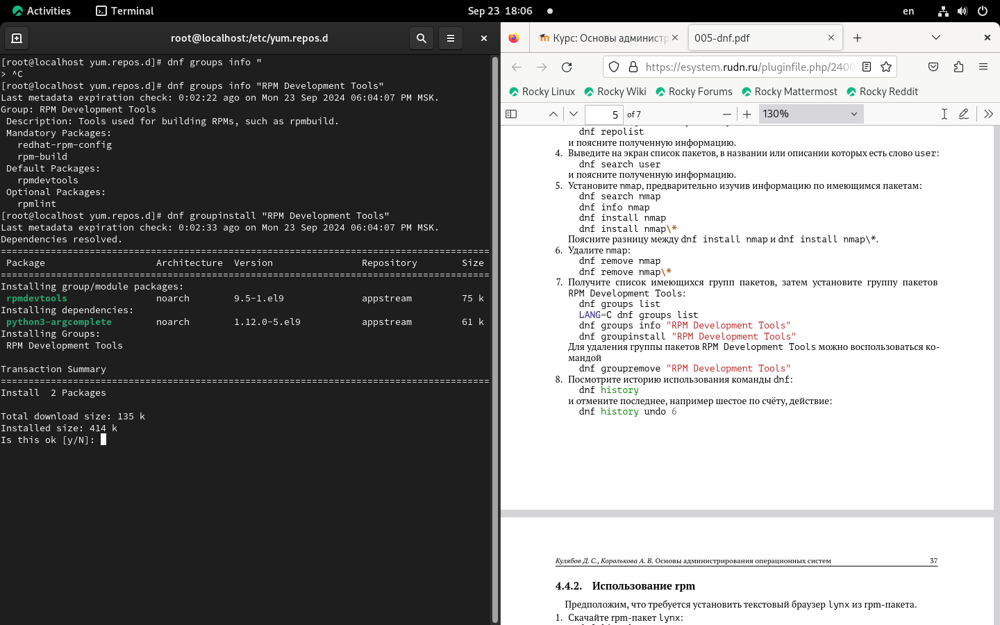 Activities Terminal Sep 23 18:06 en
root@localhost:/etc/yum.repos.d
[root@localhost yum.repos.d]# dnf groups info "
> ^C
[root@localhost yum.repos.d]# dnf groups info "RPM Development Tools"
Last metadata expiration check: 0:02:22 ago on Mon 23 Sep 2024 06:04:07 PM MSK.
Group: RPM Development Tools
Description: Tools used for building RPMs, such as rpmbuild.
Mandatory Packages:
redhat-rpm-config
rpm-build
Default Packages:
rpmdevtools
Optional Packages:
rpmlint
[root@localhost yum.repos.d]# dnf groupinstall "RPM Development Tools"
Last metadata expiration check: 0:02:33 ago on Mon 23 Sep 2024 06:04:07 PM MSK.
Dependencies resolved.
========================================================================================
Package Architecture Version Repository Size
========================================================================================
Installing group/module packages:
rpmdevtools noarch 9.5-1.el9 appstream 75 k
Installing dependencies:
python3-argcomplete noarch 1.12.0-5.el9 appstream 61 k
Installing Groups:
RPM Development Tools
Transaction Summary
========================================================================================
Install 2 Packages
Total download size: 135 k
Installed size: 414 k
Is this ok [y/N]:
Курс: Основы администр 005-dnf.pdf
https://esystem.rudn.ru/pluginfile.php/2400
Rocky Linux Rocky Wiki Rocky Forums Rocky Mattermost Rocky Reddit
5 of 7 130%
dnf repolist
и поясните полученную информацию.
4. Выведите на экран список пакетов, в названии или описании которых есть слово user:
dnf search user
и поясните полученную информацию.
5. Установите nmap, предварительно изучив информацию по имеющимся пакетам:
dnf search nmap
dnf info nmap
dnf install nmap
dnf install nmap\*
Поясните разницу между dnf install nmap и dnf install nmap\*.
6. Удалите nmap:
dnf remove nmap
dnf remove nmap\*
7. Получите список имеющихся групп пакетов, затем установите группу пакетов
RPM Development Tools:
dnf groups list
LANG=C dnf groups list
dnf groups info "RPM Development Tools"
dnf groupinstall "RPM Development Tools"
Для удаления группы пакетов RPM Development Tools можно воспользоваться ко-
мандой
dnf groupremove "RPM Development Tools"
8. Посмотрите историю использования команды dnf:
dnf history
и отмените последнее, например шестое по счёту, действие:
dnf history undo 6
Кулябов Д. С., Королькова А. В. Основы администрирования операционных систем 37
4.4.2. Использование rpm
Предположим, что требуется установить текстовый браузер lynx из rpm-пакета.
1. Скачайте rpm-пакет lynx: